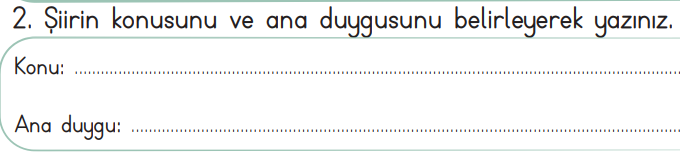 2. Şiirin konusunu ve ana duygusunu belirleyerek yazınız.
Konu: ......................................................................................................
Ana duygu: ......................................................................................................